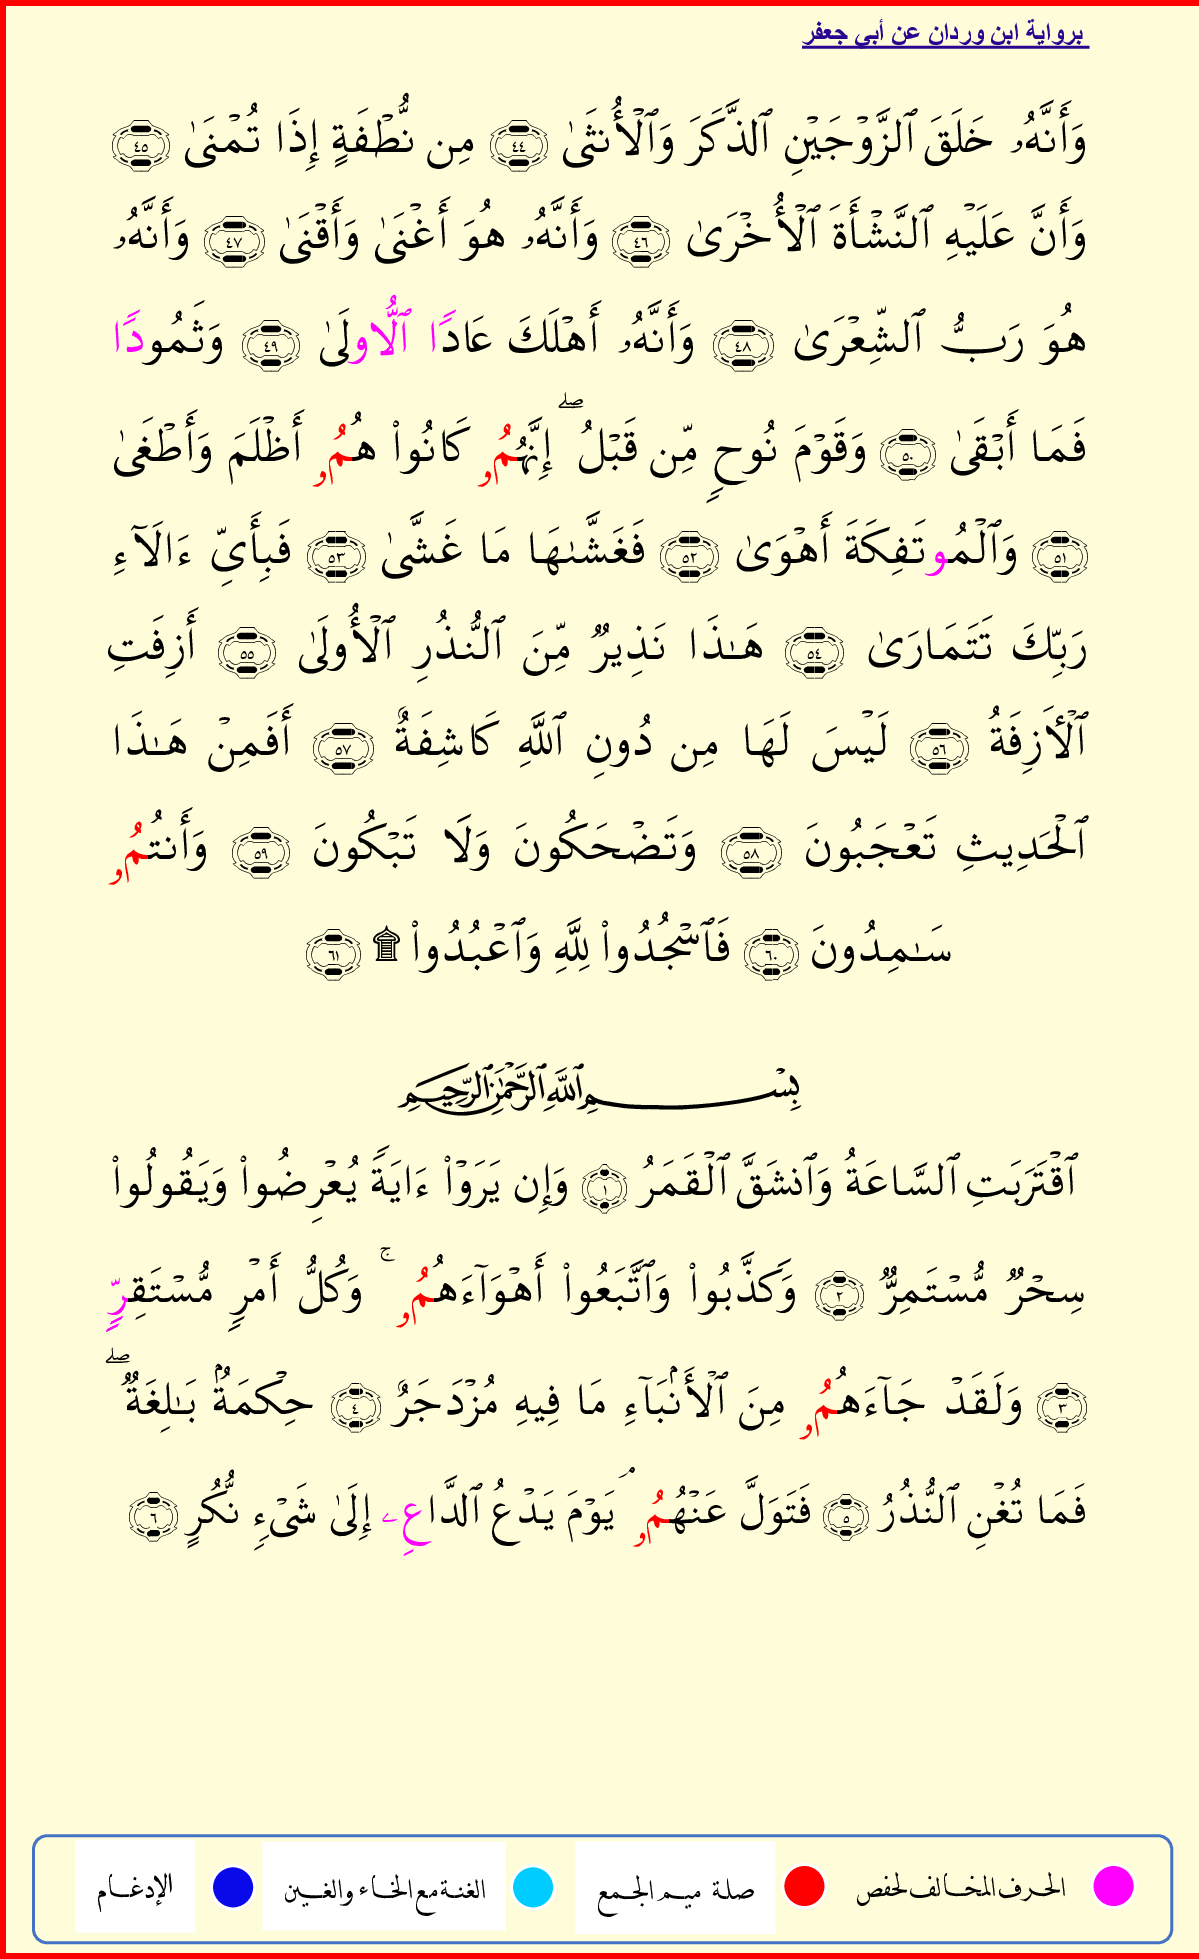 برواية ابن وردان عن أبي جعفر
وَأَنَّهُۥ خَلَقَ ٱلزَّوْجَيْنِ ٱلذَّكَرَ وَٱلْأُنثَىٰ ٤٤ مِن نُّطْفَةٍ إِذَا تُمْنَىٰ ٤٥
وَأَنَّ عَلَيْهِ ٱلنَّشْأَةَ ٱلْأُخْرَىٰ ٤٦ وَأَنَّهُۥ هُوَ أَغْنَىٰ وَأَقْنَىٰ ٤٧ وَأَنَّهُۥ
هُوَ رَبُّ ٱلشِّعْرَىٰ ٤٨ وَأَنَّهُۥ أَهْلَكَ عَادًا ٱلُّاولَىٰ ٤٩ وَثَمُودًا
فَمَا أَبْقَىٰ ٥٠ وَقَوْمَ نُوحٍ مِّن قَبْلُ ۖ إِنَّهُمُۥ كَانُواْ هُمُۥ أَظْلَمَ وَأَطْغَىٰ
٥١ وَٱلْمُوتَفِكَةَ أَهْوَىٰ ٥٢ فَغَشَّىٰهَا مَا غَشَّىٰ ٥٣ فَبِأَيِّ ءَالَآءِ
رَبِّكَ تَتَمَارَىٰ ٥٤ هَـٰذَا نَذِيرٌ مِّنَ ٱلنُّذُرِ ٱلْأُولَىٰ ٥٥ أَزِفَتِ
ٱلْأَزِفَةُ ٥٦ لَيْسَ لَهَا مِن دُونِ ٱللَّهِ كَاشِفَةٌ ٥٧ أَفَمِنْ هَـٰذَا
ٱلْحَدِيثِ تَعْجَبُونَ ٥٨ وَتَضْحَكُونَ وَلَا تَبْكُونَ ٥٩ وَأَنتُمُۥ
سَـٰمِدُونَ ٦٠ فَٱسْجُدُواْ لِلَّهِ وَٱعْبُدُواْ ۩ ٦١
بِسْمِ ٱللَّهِ ٱلرَّحْمَـٰنِ ٱلرَّحِيمِ
ٱقْتَرَبَتِ ٱلسَّاعَةُ وَٱنشَقَّ ٱلْقَمَرُ ١ وَإِن يَرَوْاْ ءَايَةً يُعْرِضُواْ وَيَقُولُواْ
سِحْرٌ مُّسْتَمِرٌّ ٢ وَكَذَّبُواْ وَٱتَّبَعُواْ أَهْوَآءَهُمُۥ ۚ وَكُلُّ أَمْرٍ مُّسْتَقِرٍّ
٣ وَلَقَدْ جَآءَهُمُۥ مِنَ ٱلْأَنۢبَآءِ مَا فِيهِ مُزْدَجَرٌ ٤ حِكْمَةٌۢ بَـٰلِغَةٌ ۖ
فَمَا تُغْنِ ٱلنُّذُرُ ٥ فَتَوَلَّ عَنْهُمُۥ ۘ يَوْمَ يَدْعُ ٱلدَّاعِۦ إِلَىٰ شَىْءٍ نُّكُرٍ ٦
الحرف المخالف لحفص صلة ميم الجمع الغنة مع الخاء والغين الإدغام